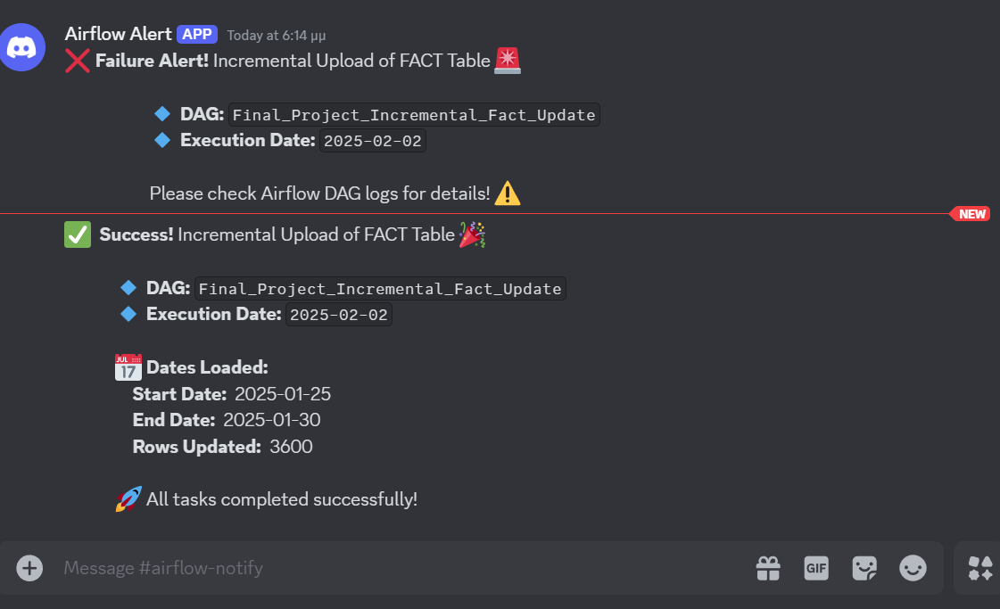 Airflow Alert APP Today at 6:14 μμ
❌ Failure Alert! Incremental Upload of FACT Table 🚨
🔹 DAG: Final_Project_Incremental_Fact_Update
🔹 Execution Date: 2025-02-02
Please check Airflow DAG logs for details! ⚠️
NEW
✅ Success! Incremental Upload of FACT Table 🎉
🔹 DAG: Final_Project_Incremental_Fact_Update
🔹 Execution Date: 2025-02-02
📅 Dates Loaded:
Start Date: 2025-01-25
End Date: 2025-01-30
Rows Updated: 3600
🚀 All tasks completed successfully!
Message #airflow-notify
GIF